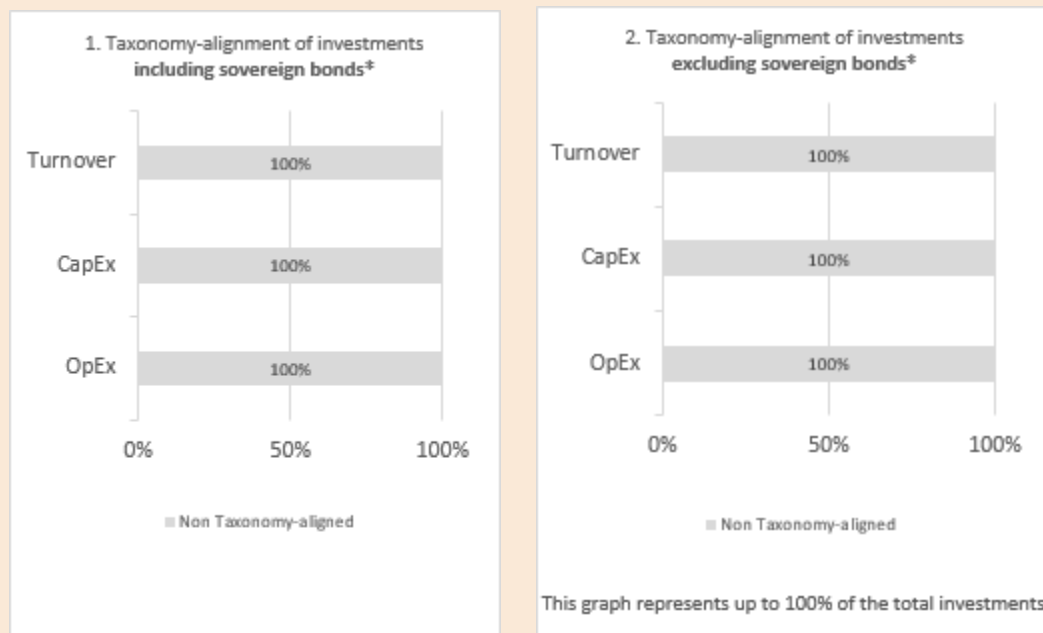 1. Taxonomy-alignment of investments
including sovereign bonds*
Turnover
100%
CapEx
100%
OpEx
100%
0%
50%
100%
Non Taxonomy-aligned
2. Taxonomy-alignment of investments
excluding sovereign bonds*
Turnover
100%
CapEx
100%
OpEx
100%
0%
50%
100%
Non Taxonomy-aligned
This graph represents up to 100% of the total investments